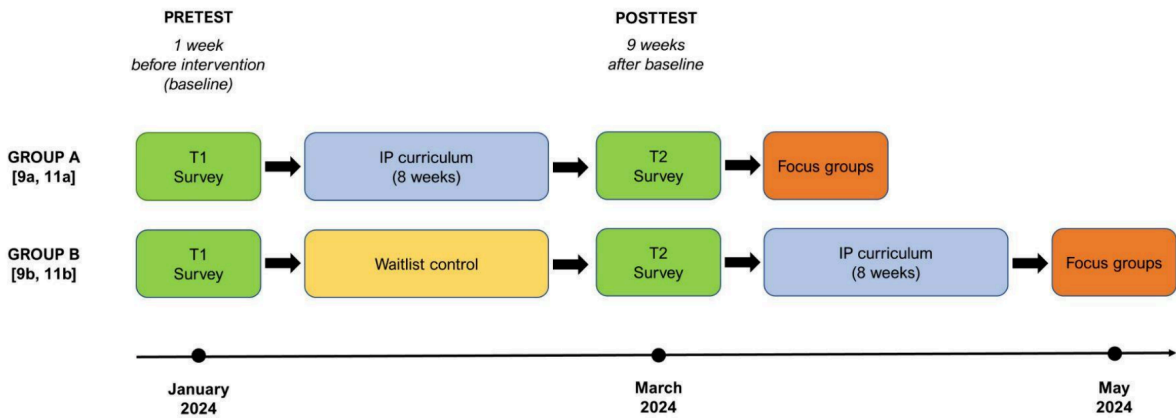 PRETEST
1 week
before intervention
(baseline)
POSTTEST
9 weeks
after baseline
GROUP A
[9a, 11a]
T1
Survey
IP curriculum
(8 weeks)
T2
Survey
Focus groups
GROUP B
[9b, 11b]
T1
Survey
Waitlist control
T2
Survey
IP curriculum
(8 weeks)
Focus groups
January
2024
March
2024
May
2024